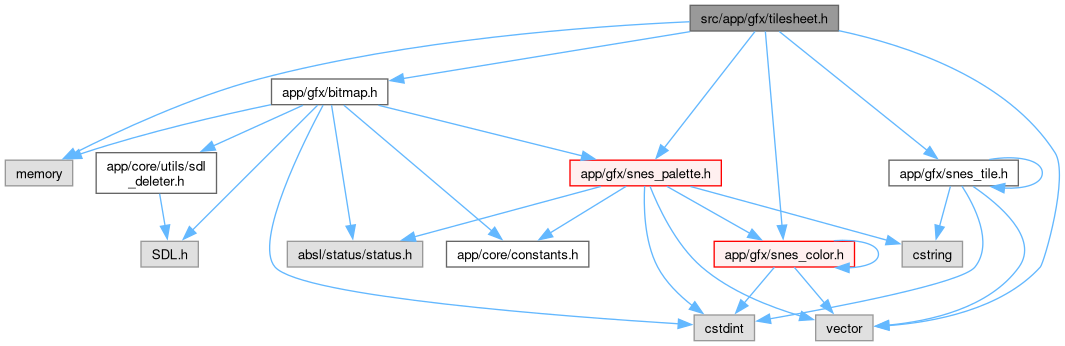 src/app/gfx/tilesheet.h
app/gfx/bitmap.h
memory
app/core/utils/sdl
_deleter.h
app/gfx/snes_palette.h
app/gfx/snes_tile.h
SDL.h
absl/status/status.h
app/core/constants.h
app/gfx/snes_color.h
cstring
cstdint
vector